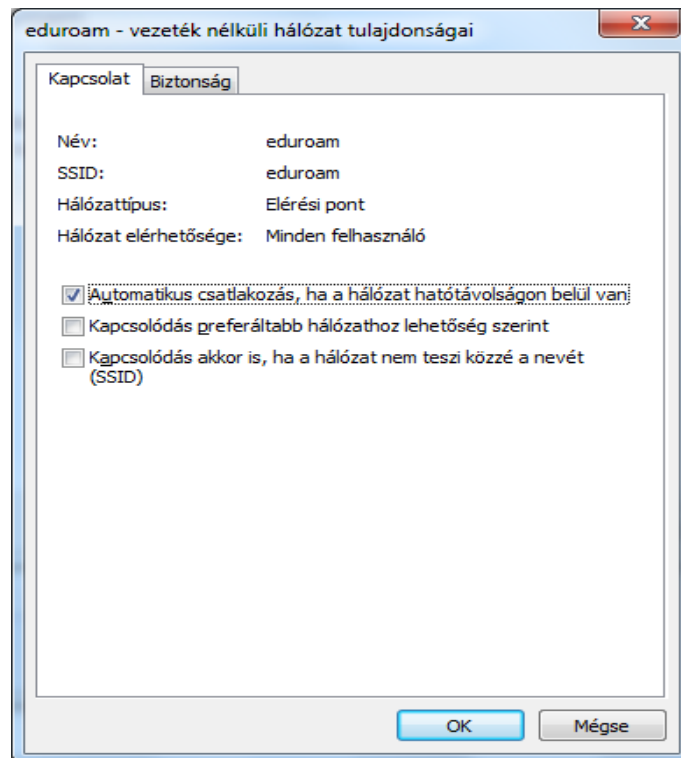 eduroam - vezeték nélküli hálózat tulajdonságai
Kapcsolat Biztonság
Név: eduroam
SSID: eduroam
Hálózattípus: Elérési pont
Hálózat elérhetősége: Minden felhasználó
Automatikus csatlakozás, ha a hálózat hatótávolságon belül van
Kapcsolódás preferáltabb hálózathoz lehetőség szerint
Kapcsolódás akkor is, ha a hálózat nem teszi közzé a nevét
(SSID)
OK Mégse